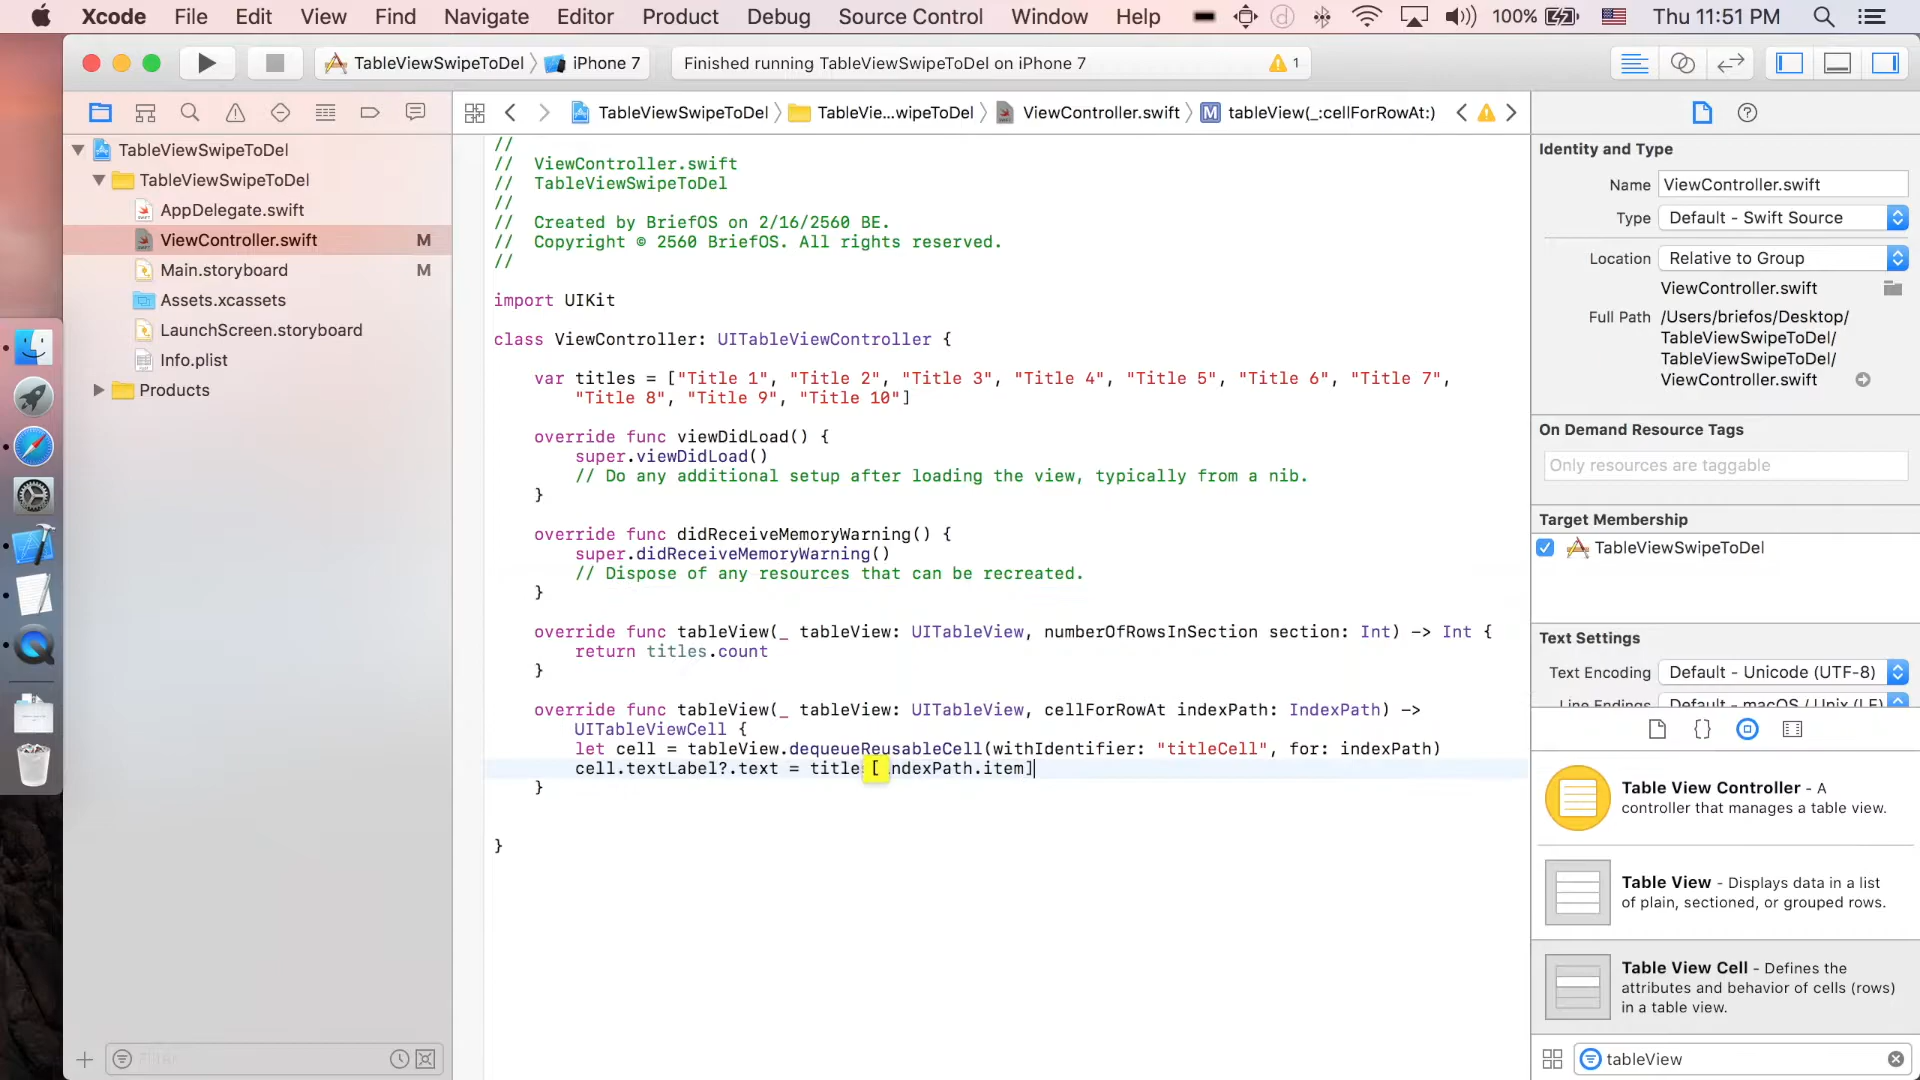 Xcode File Edit View Find Navigate Editor Product Debug Source Control Window Help 100% Thu 11:51 PM
TableViewSwipeToDel iPhone 7 Finished running TableViewSwipeToDel on iPhone 7 1
TableViewSwipeToDel TableVie...wipeToDel ViewController.swift M tableView(_:cellForRowAt:)
TableViewSwipeToDel
TableViewSwipeToDel
AppDelegate.swift
ViewController.swift M
Main.storyboard M
Assets.xcassets
LaunchScreen.storyboard
Info.plist
Products
//
// ViewController.swift
// TableViewSwipeToDel
//
// Created by BriefOS on 2/16/2560 BE.
// Copyright © 2560 BriefOS. All rights reserved.
//
import UIKit
class ViewController: UITableViewController {
var titles = ["Title 1", "Title 2", "Title 3", "Title 4", "Title 5", "Title 6", "Title 7",
"Title 8", "Title 9", "Title 10"]
override func viewDidLoad() {
super.viewDidLoad()
// Do any additional setup after loading the view, typically from a nib.
}
override func didReceiveMemoryWarning() {
super.didReceiveMemoryWarning()
// Dispose of any resources that can be recreated.
}
override func tableView(_ tableView: UITableView, numberOfRowsInSection section: Int) -> Int {
return titles.count
}
override func tableView(_ tableView: UITableView, cellForRowAt indexPath: IndexPath) ->
UITableViewCell {
let cell = tableView.dequeueReusableCell(withIdentifier: "titleCell", for: indexPath)
cell.textLabel?.text = titles[indexPath.item]
}
}
Identity and Type
Name ViewController.swift
Type Default - Swift Source
Location Relative to Group
ViewController.swift
Full Path /Users/briefos/Desktop/
TableViewSwipeToDel/
TableViewSwipeToDel/
ViewController.swift
On Demand Resource Tags
Only resources are taggable
Target Membership
TableViewSwipeToDel
Text Settings
Text Encoding Default - Unicode (UTF-8)
Line Endings Default - macOS / Unix (LF)
{}
Table View Controller - A
controller that manages a table view.
Table View - Displays data in a list
of plain, sectioned, or grouped rows.
Table View Cell - Defines the
attributes and behavior of cells (rows)
in a table view.
tableView